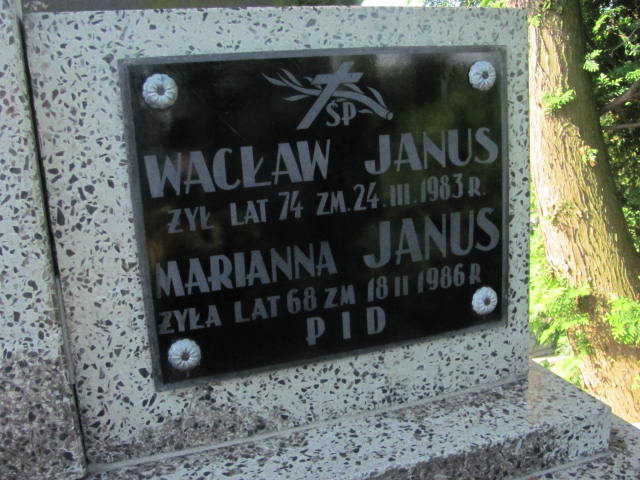 ŚP
WACŁAW JANUS
ŻYŁ LAT 74 ZM. 24. III. 1983 R.
MARIANNA JANUS
ŻYŁA LAT 68 ZM 18 II 1986 R
PID